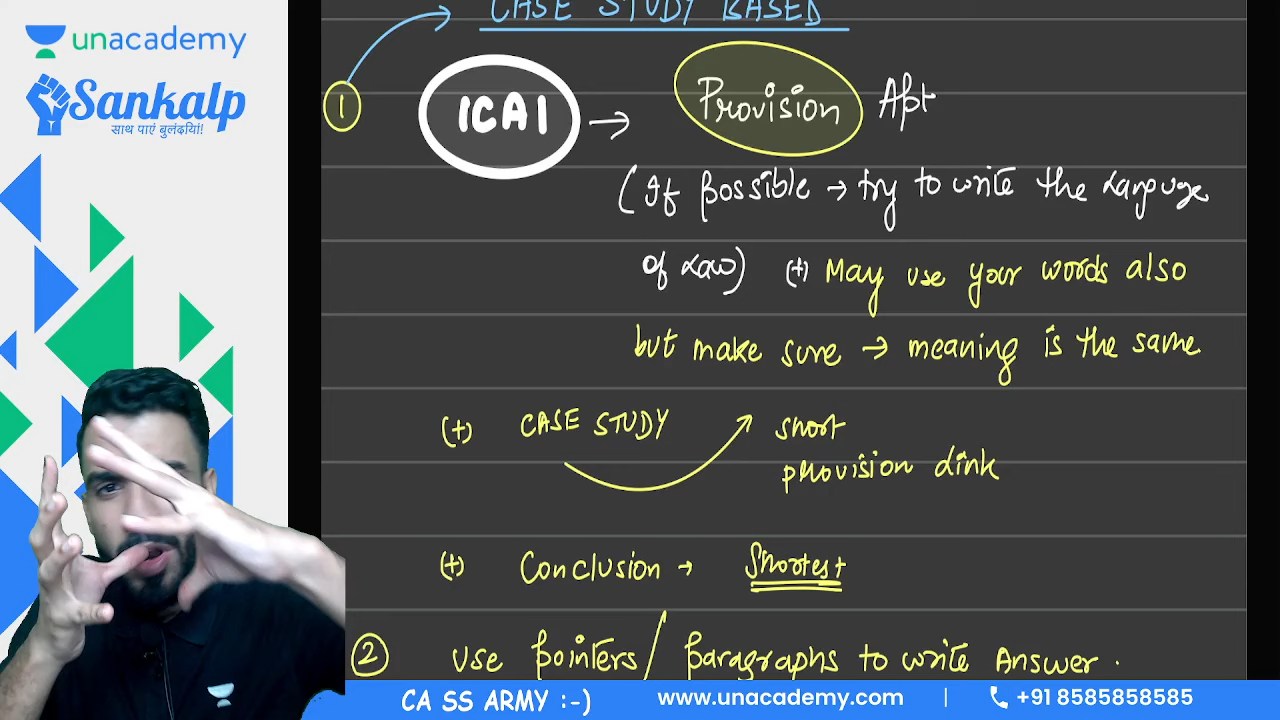 unacademy
Sankalp
साथ पाएं बुलंदियां!
CASE STUDY BASED
1 ICAI → Provision Apt
(If possible → try to write the Language
of Law) (+) May use your words also
but make sure → meaning is the same
(+) CASE STUDY short
provision link
(+) Conclusion → Shortest
2 Use pointers / paragraphs to write Answer.
CA SS ARMY :-) www.unacademy.com | +91 8585858585